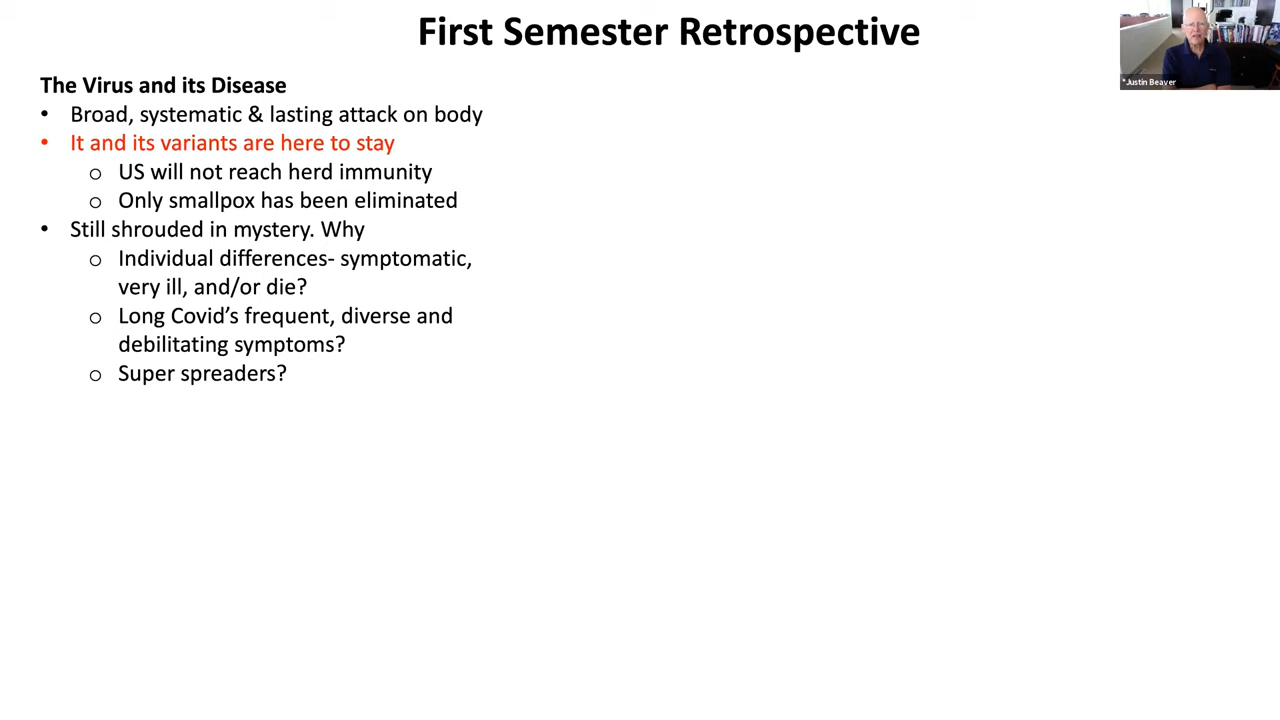 First Semester Retrospective
*Justin Beaver
The Virus and its Disease
• Broad, systematic & lasting attack on body
• It and its variants are here to stay
o US will not reach herd immunity
o Only smallpox has been eliminated
• Still shrouded in mystery. Why
o Individual differences- symptomatic,
very ill, and/or die?
o Long Covid's frequent, diverse and
debilitating symptoms?
o Super spreaders?